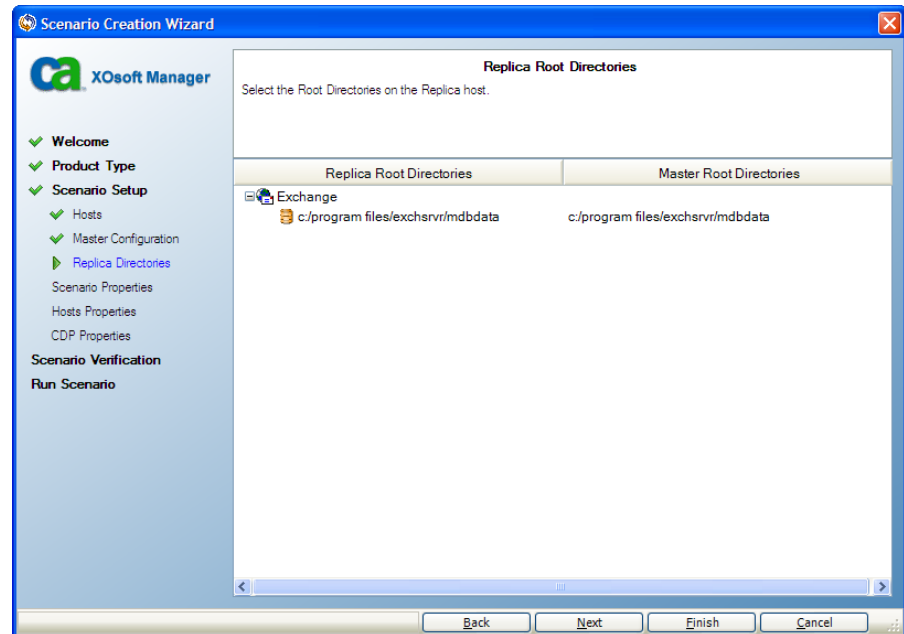 Scenario Creation Wizard
ca XOsoft Manager
Welcome
Product Type
Scenario Setup
Hosts
Master Configuration
Replica Directories
Scenario Properties
Hosts Properties
CDP Properties
Scenario Verification
Run Scenario
Replica Root Directories
Select the Root Directories on the Replica host.
Replica Root Directories Master Root Directories
Exchange
c:/program files/exchsrvr/mdbdata c:/program files/exchsrvr/mdbdata
Back Next Finish Cancel